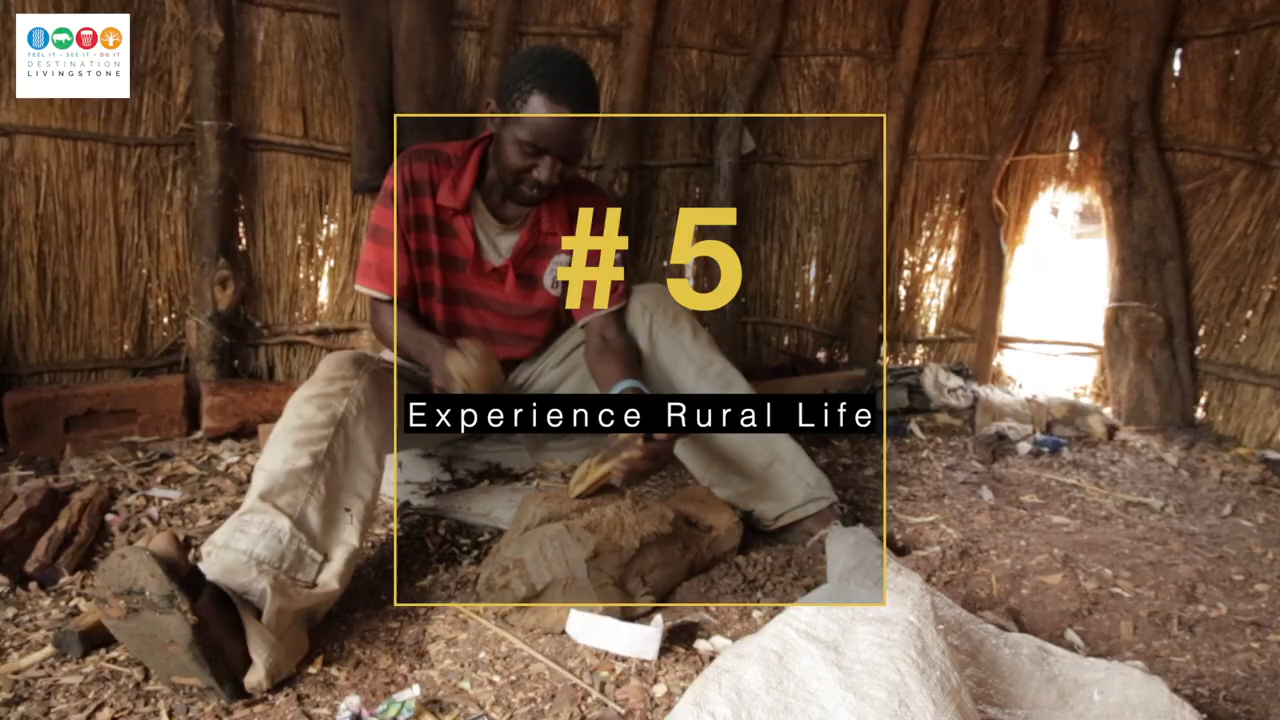 FEEL IT - SEE IT - DO IT
DESTINATION
LIVINGSTONE
# 5
Experience Rural Life